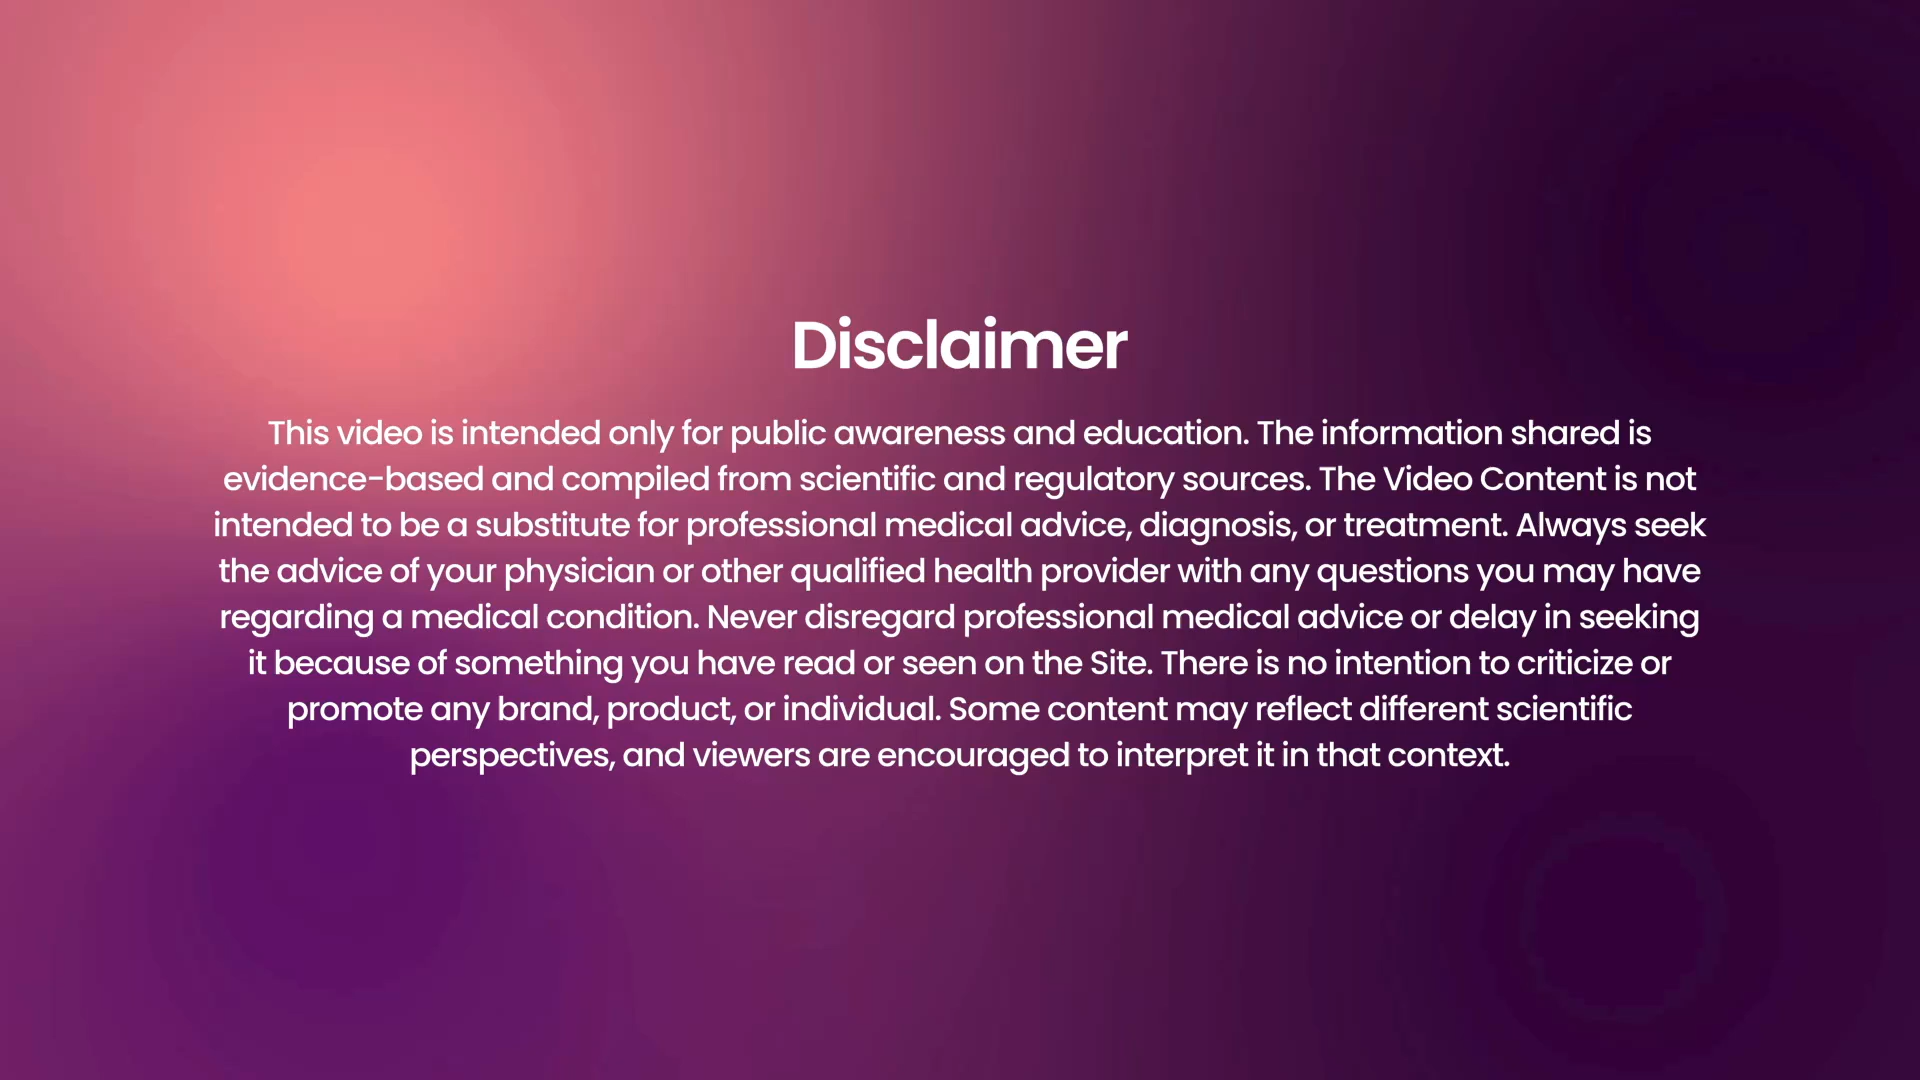 Disclaimer
This video is intended only for public awareness and education. The information shared is
evidence-based and compiled from scientific and regulatory sources. The Video Content is not
intended to be a substitute for professional medical advice, diagnosis, or treatment. Always seek
the advice of your physician or other qualified health provider with any questions you may have
regarding a medical condition. Never disregard professional medical advice or delay in seeking
it because of something you have read or seen on the Site. There is no intention to criticize or
promote any brand, product, or individual. Some content may reflect different scientific
perspectives, and viewers are encouraged to interpret it in that context.